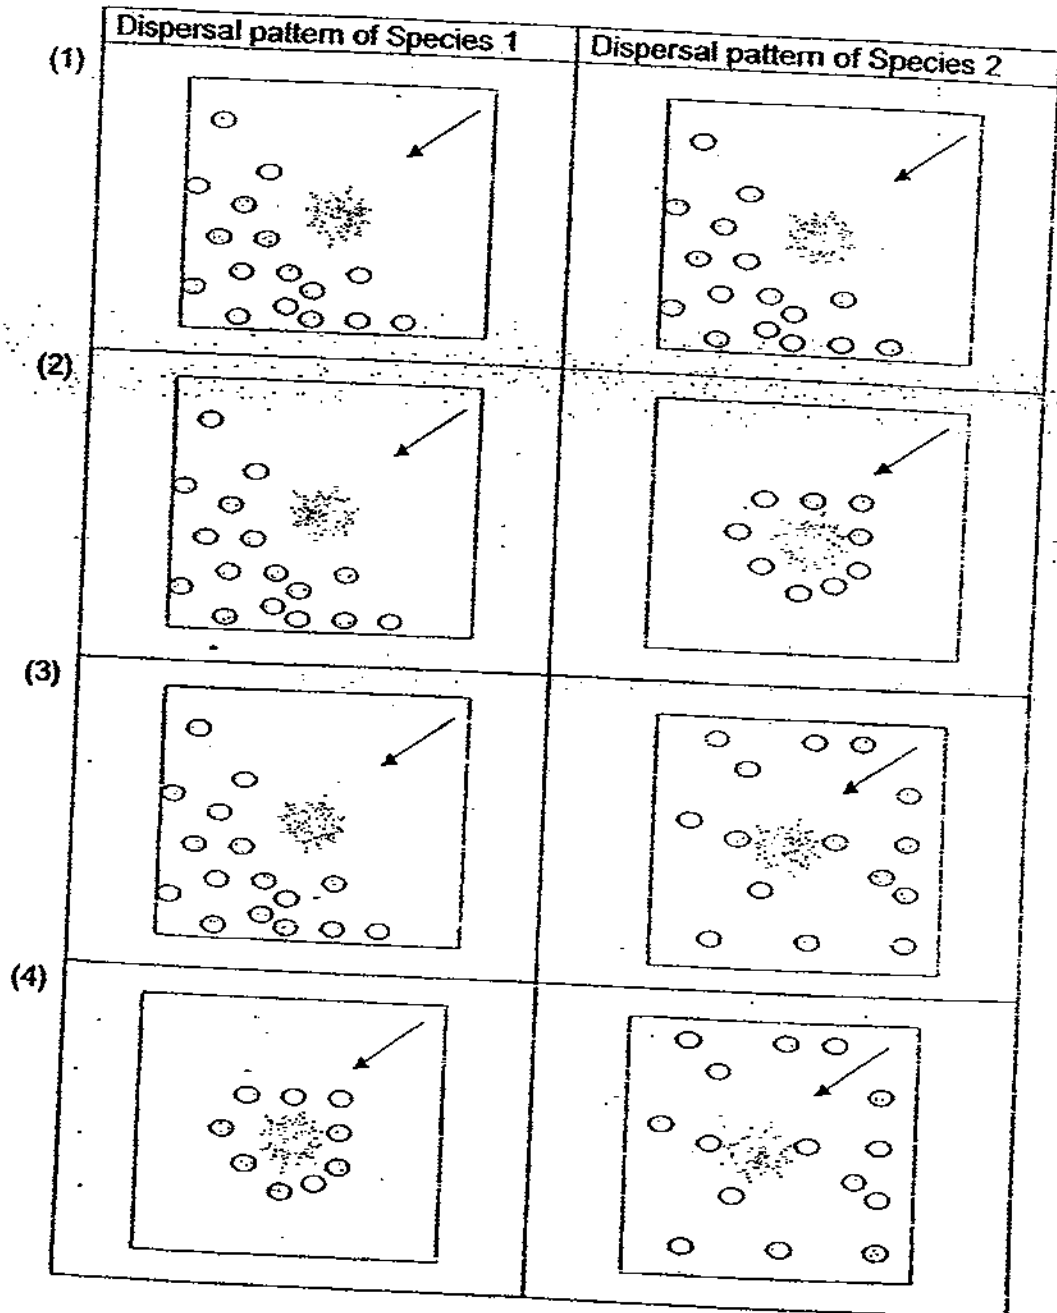 Dispersal pattern of Species 1
Dispersal pattern of Species 2
(1)
(2)
(3)
(4)